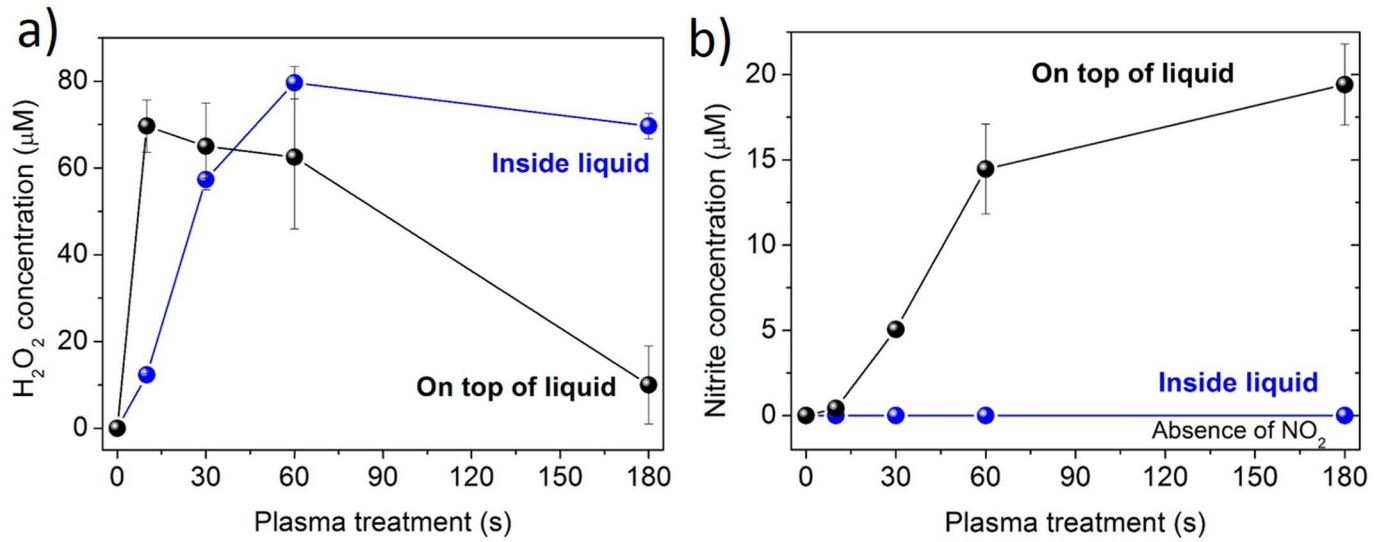 a)
H₂O₂ concentration (μM)
80
60
40
20
0
Inside liquid
On top of liquid
0 30 60 90 120 150 180
Plasma treatment (s)
b)
Nitrite concentration (μM)
20
15
10
5
0
On top of liquid
Inside liquid
Absence of NO₂
0 30 60 90 120 150 180
Plasma treatment (s)